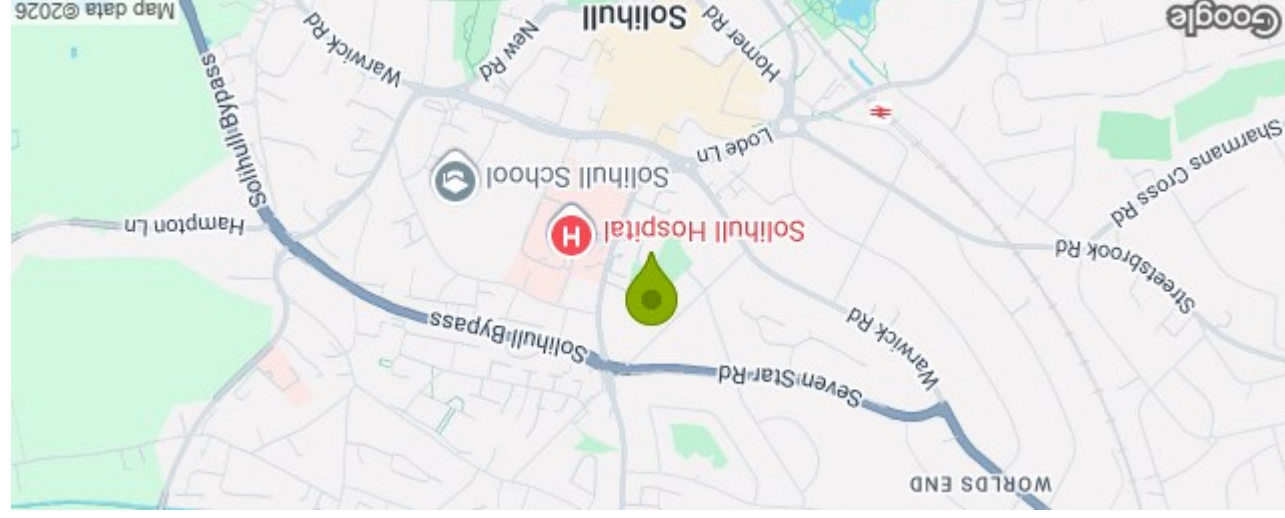 WORLDS END
Seven Star Rd
Solihull Bypass
Warwick Rd
Streetsbrook Rd
Sharmans Cross Rd
Solihull Hospital
H
Hampton Ln
Solihull School
Solihull Bypass
Lode Ln
Warwick Rd
New Rd
Homer Rd
Solihull
Google
Map data ©2026